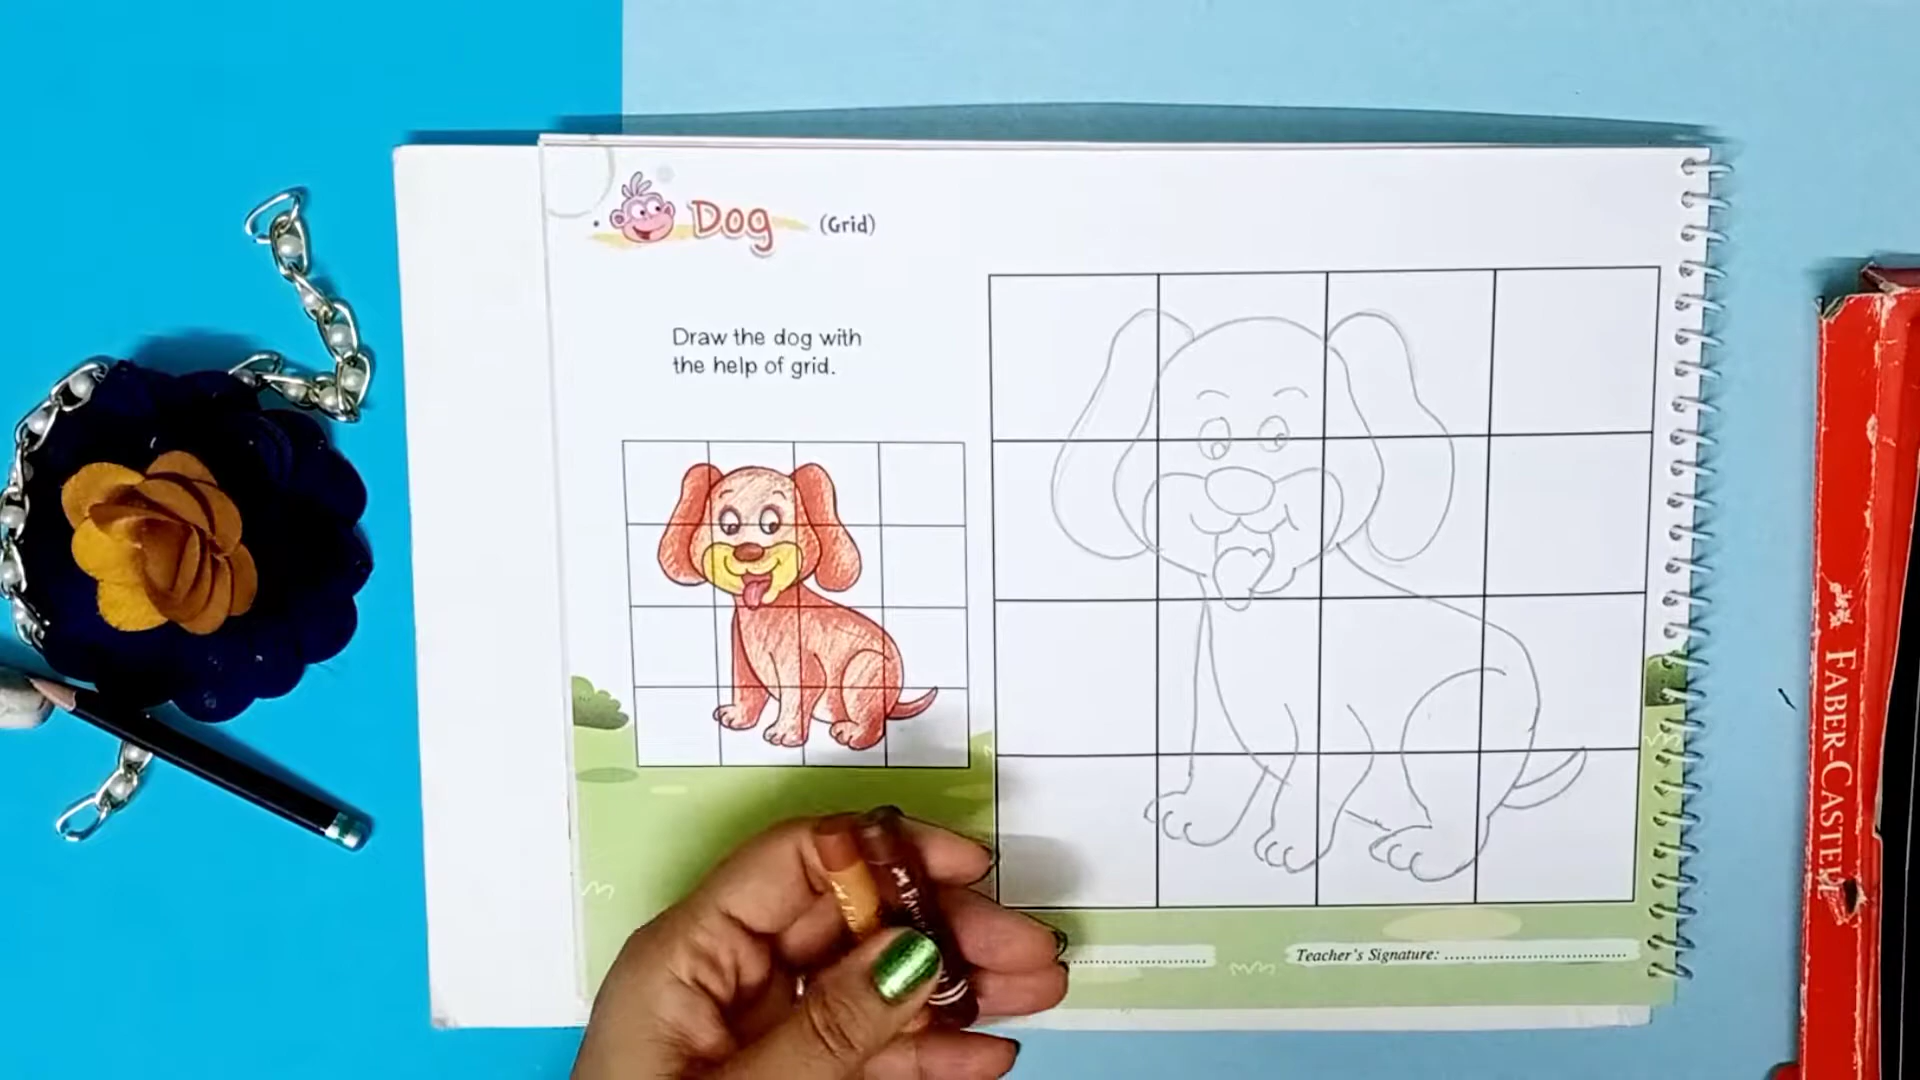 Dog (Grid)
Draw the dog with
the help of grid.
Teacher's Signature: ................................
FABER-CASTELL